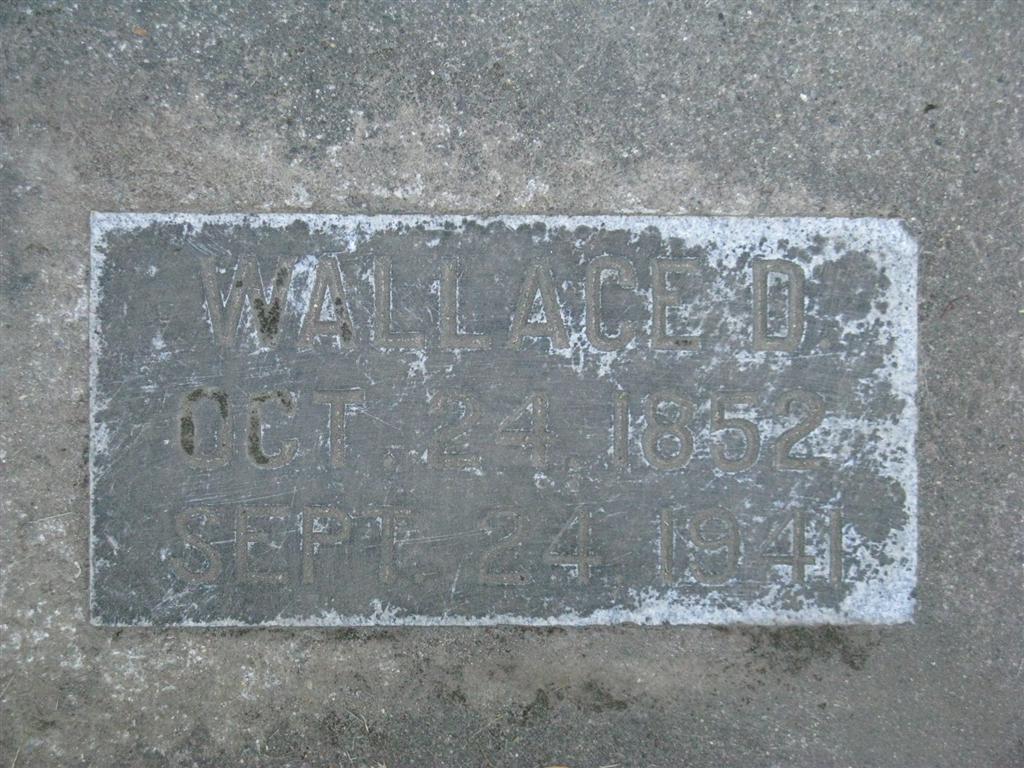 WALLACE D.
OCT. 24, 1852
SEPT. 24, 1941